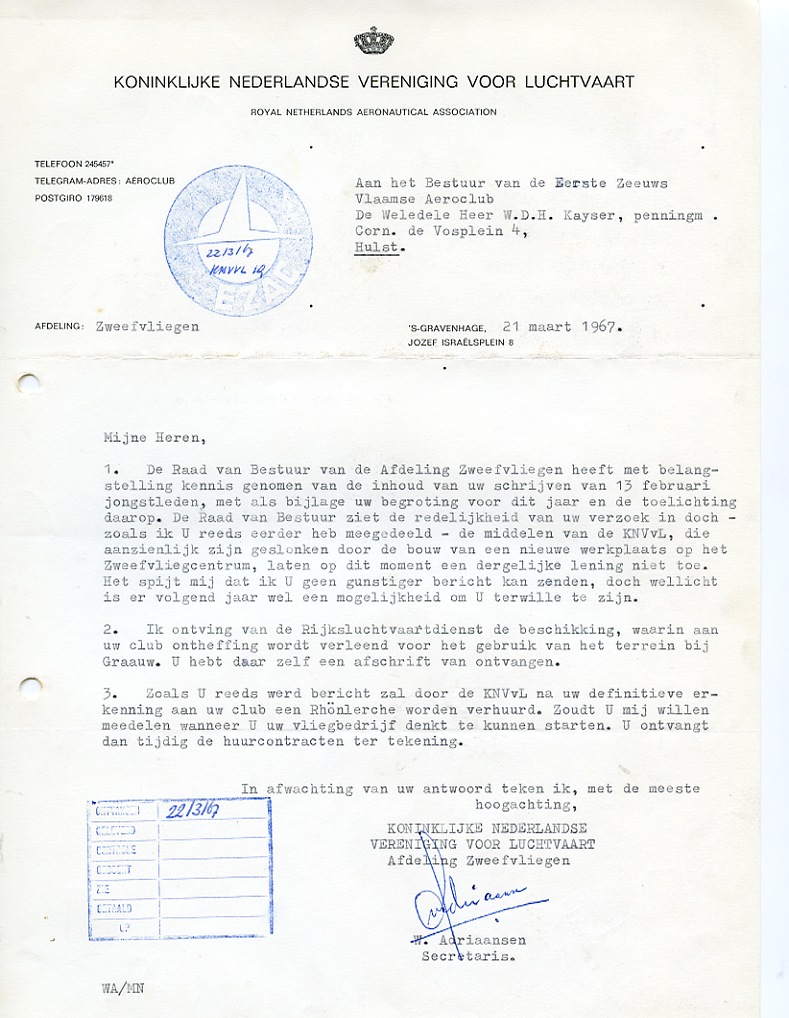 KONINKLIJKE NEDERLANDSE VERENIGING VOOR LUCHTVAART
ROYAL NETHERLANDS AERONAUTICAL ASSOCIATION
TELEFOON 245457*
TELEGRAM-ADRES: AËROCLUB
POSTGIRO 179618
22/3/67
KNVVL 19
EZAC
Aan het Bestuur van de Eerste Zeeuws
Vlaamse Aeroclub
De Weledele Heer W.D.H. Kayser, penningm .
Corn. de Vosplein 4,
Hulst.
AFDELING: Zweefvliegen
'S-GRAVENHAGE, 21 maart 1967.
JOZEF ISRAËLSPLEIN 8
Mijne Heren,
1. De Raad van Bestuur van de Afdeling Zweefvliegen heeft met belang-
stelling kennis genomen van de inhoud van uw schrijven van 13 februari
jongstleden, met als bijlage uw begroting voor dit jaar en de toelichting
daarop. De Raad van Bestuur ziet de redelijkheid van uw verzoek in doch -
zoals ik U reeds eerder heb meegedeeld - de middelen van de KNVvL, die
aanzienlijk zijn geslonken door de bouw van een nieuwe werkplaats op het
Zweefvliegcentrum, laten op dit moment een dergelijke lening niet toe.
Het spijt mij dat ik U geen gunstiger bericht kan zenden, doch wellicht
is er volgend jaar wel een mogelijkheid om U terwille te zijn.
2. Ik ontving van de Rijksluchtvaartdienst de beschikking, waarin aan
uw club ontheffing wordt verleend voor het gebruik van het terrein bij
Graauw. U hebt daar zelf een afschrift van ontvangen.
3. Zoals U reeds werd bericht zal door de KNVvL na uw definitieve er-
kenning aan uw club een Rhönlerche worden verhuurd. Zoudt U mij willen
meedelen wanneer U uw vliegbedrijf denkt te kunnen starten. U ontvangt
dan tijdig de huurcontracten ter tekening.
In afwachting van uw antwoord teken ik, met de meeste
hoogachting,
KONINKLIJKE NEDERLANDSE
VERENIGING VOOR LUCHTVAART
Afdeling Zweefvliegen
W. Adriaansen
Secretaris.
ONTVANGST 22/3/67
CONTROLE
ZIE
BETAALD
WA/MN